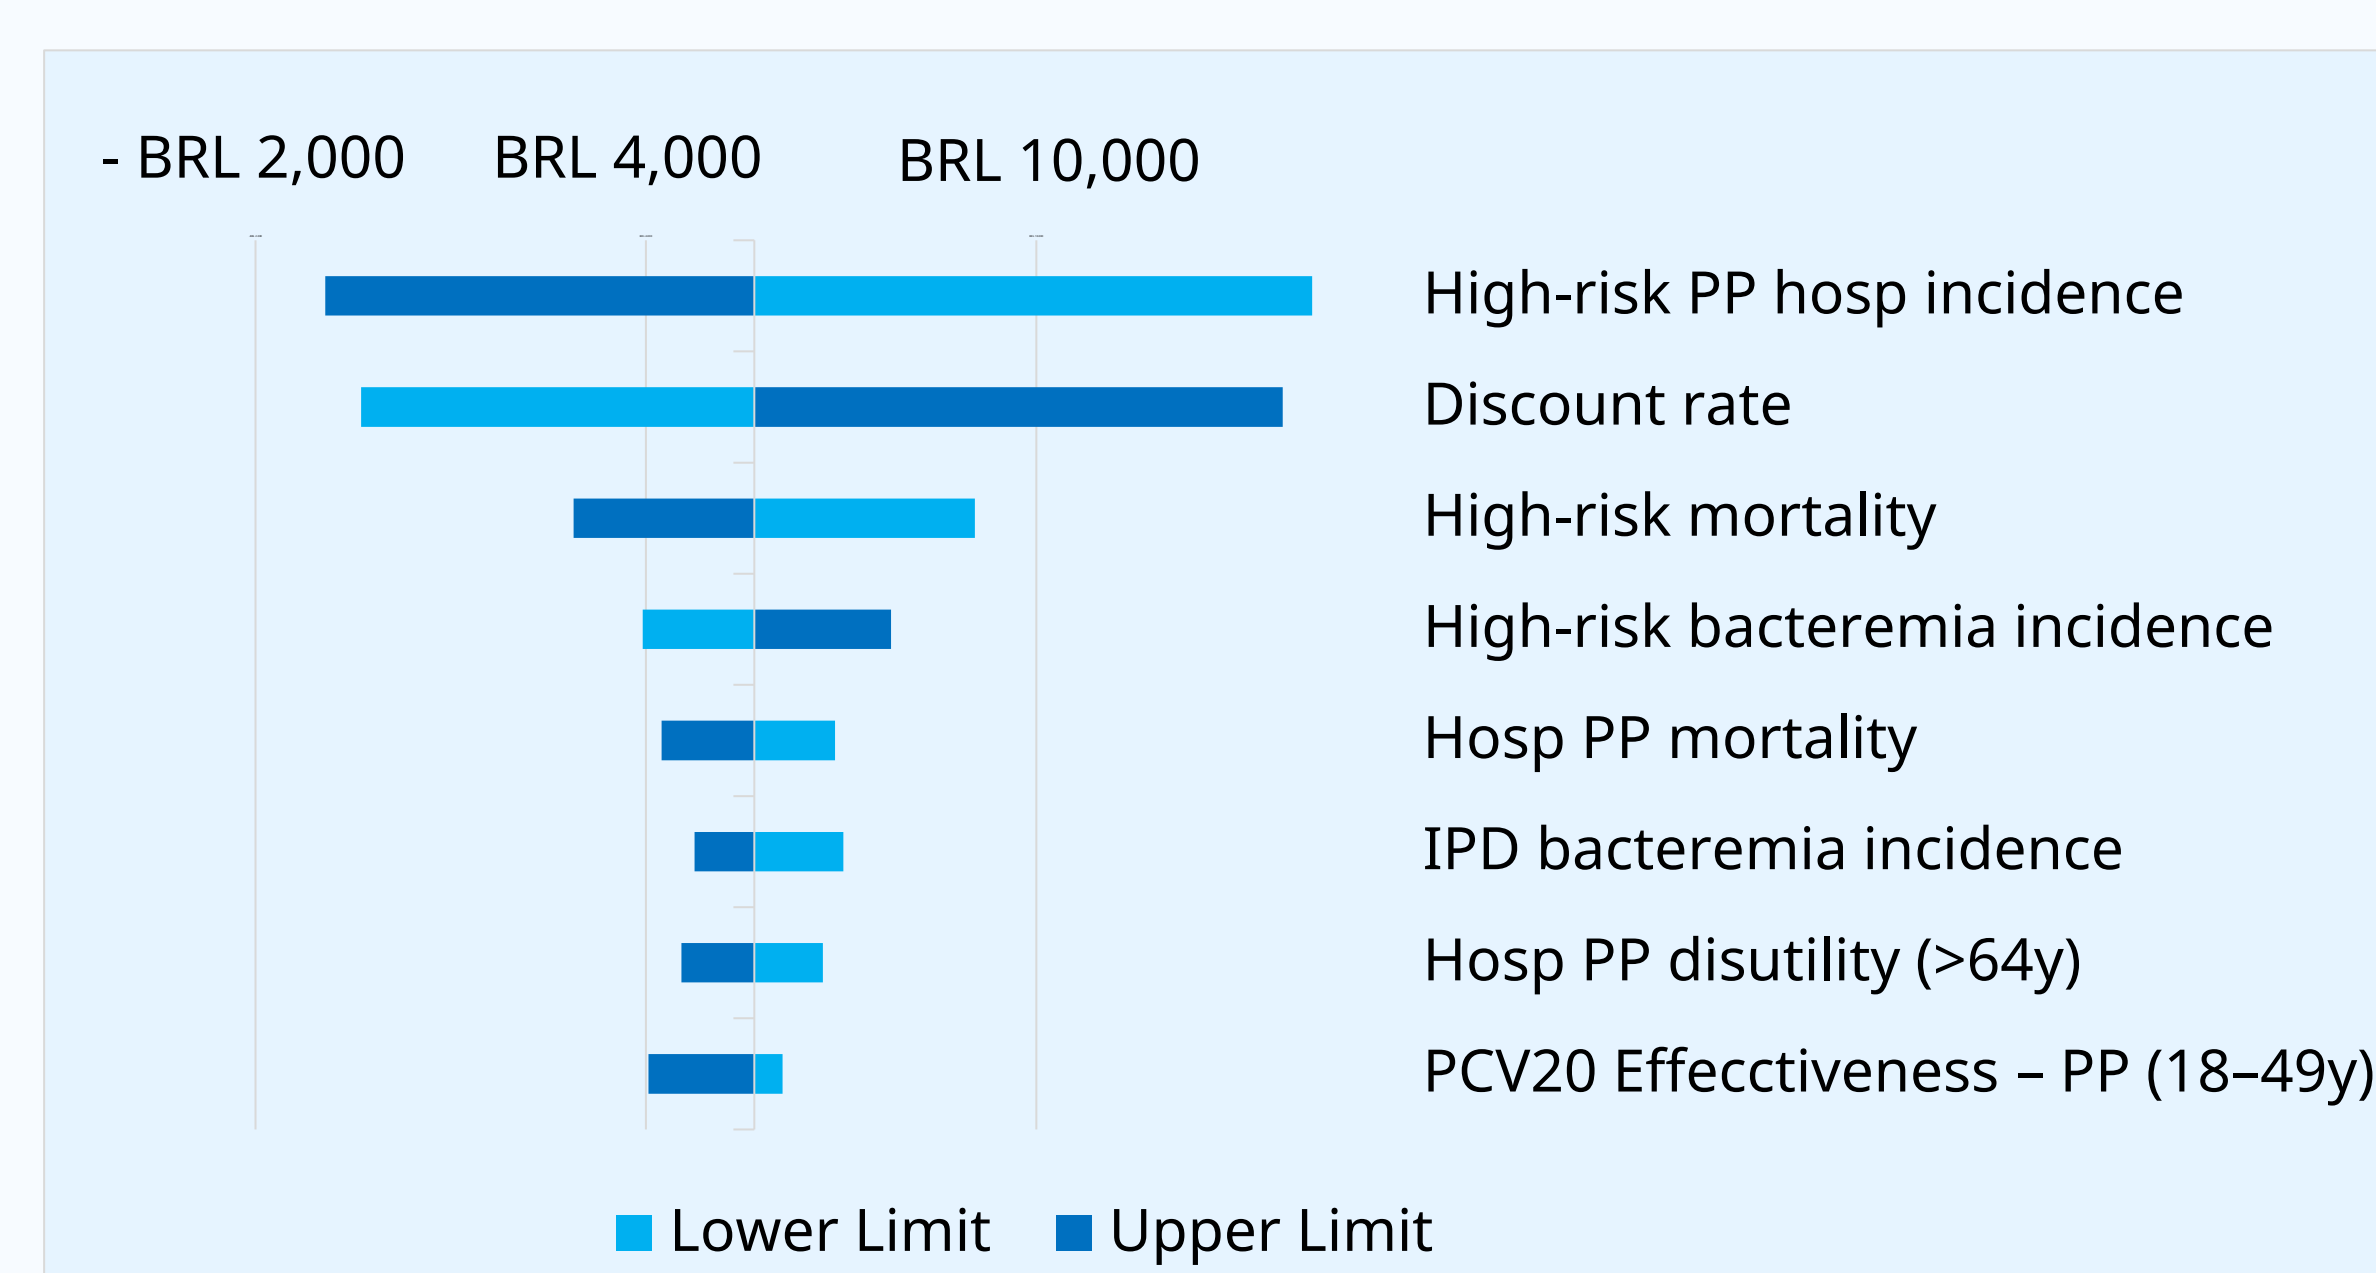 - BRL 2,000 BRL 4,000 BRL 10,000
High-risk PP hosp incidence
Discount rate
High-risk mortality
High-risk bacteremia incidence
Hosp PP mortality
IPD bacteremia incidence
Hosp PP disutility (>64y)
PCV20 Effecctiveness – PP (18–49y)
Lower Limit Upper Limit